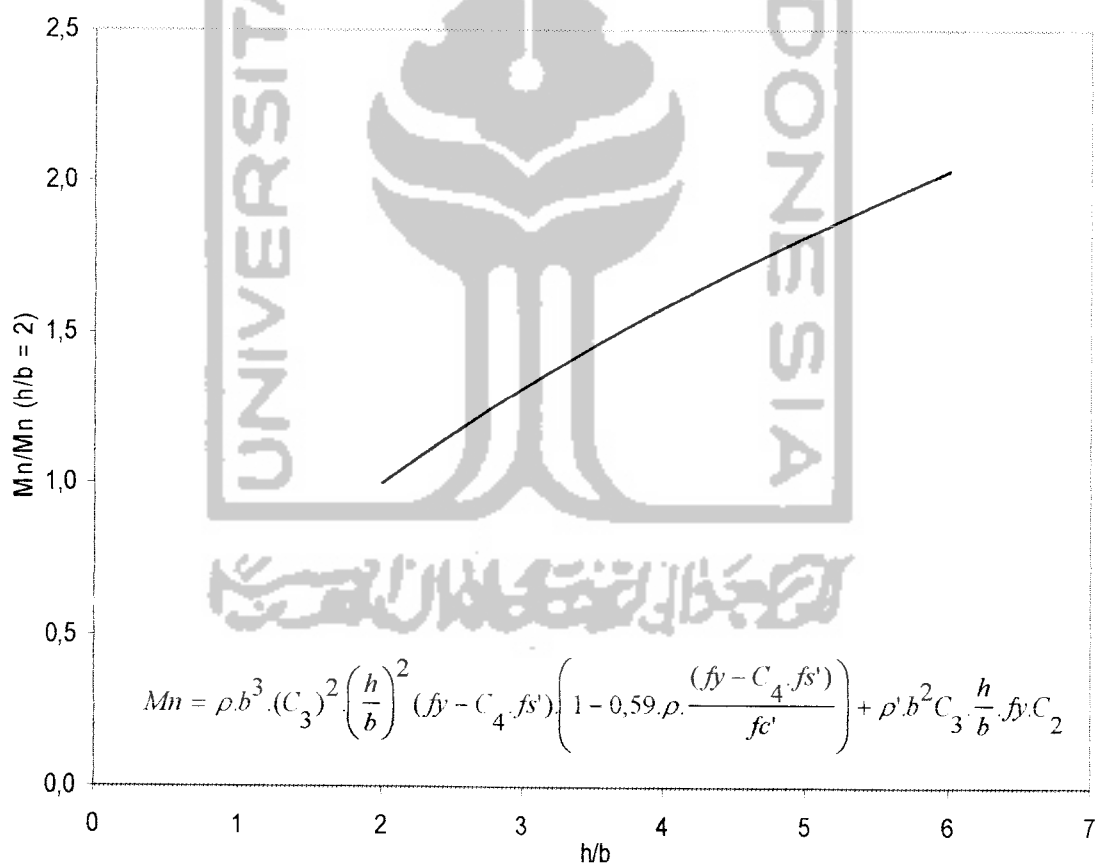 2,5
2,0
1,5
1,0
0,5
0,0
Mn/Mn (h/b = 2)
UNIVERSITA
NDONESIA
Mn = ρ.b³.(C₃)².(h/b)²(fy − C₄.fs').(1 − 0,59.ρ.(fy − C₄.fs')/fc') + ρ'.b²C₃.h/b.fy.C₂
0 1 2 3 4 5 6 7
h/b